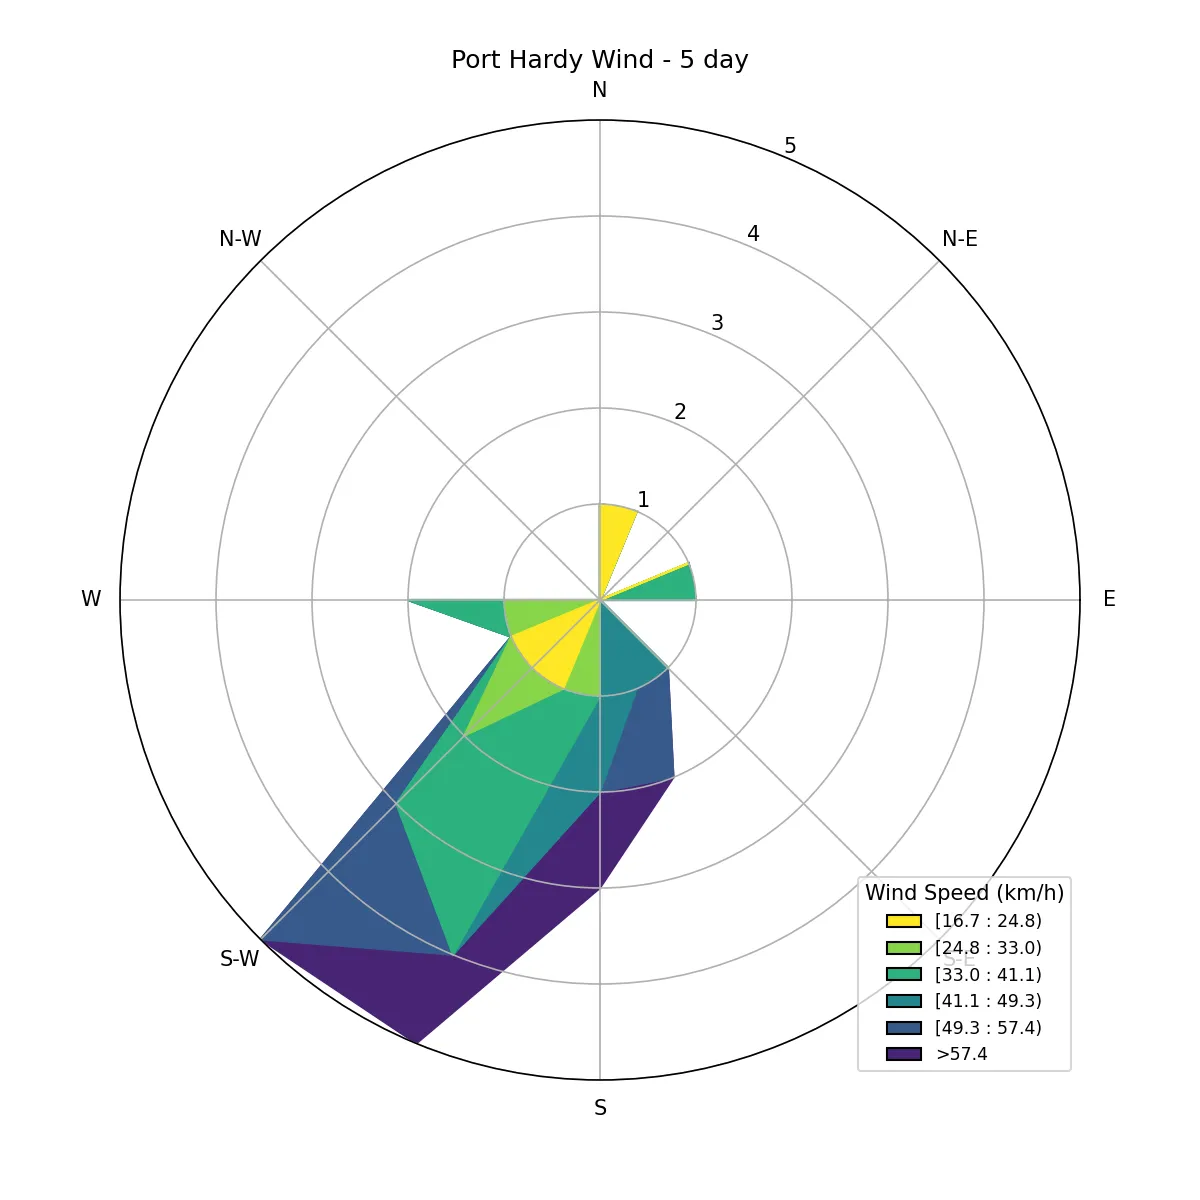 Port Hardy Wind - 5 day
N
5
N-W
N-E
4
3
2
1
W
E
Wind Speed (km/h)
[16.7 : 24.8)
[24.8 : 33.0)
S-W
S-E
[33.0 : 41.1)
[41.1 : 49.3)
[49.3 : 57.4)
>57.4
S